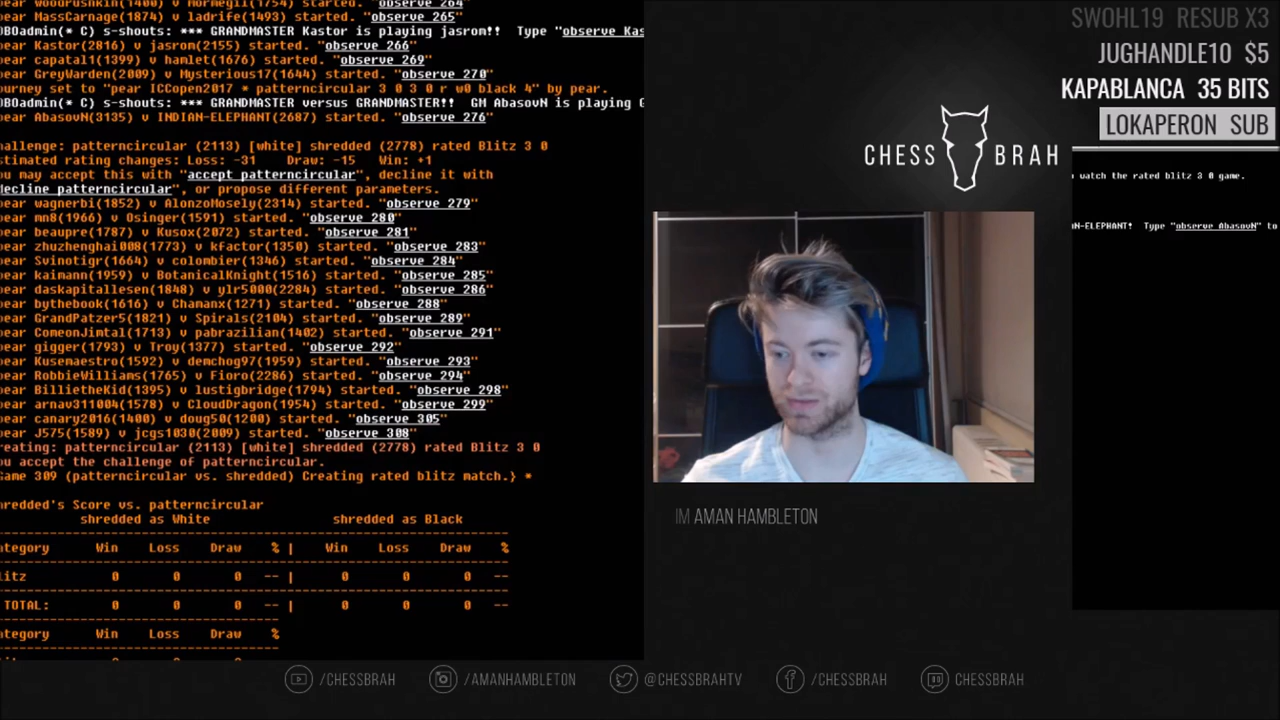 woodrushkin(1400) v Mormegil(1754) started. "observe 264"
ear MassCarnage(1874) v ladrife(1493) started. "observe 265"
OBOadmin(* C) s-shouts: *** GRANDMASTER Kastor is playing jasrom!! Type "observe Kas
ear Kastor(2816) v jasrom(2155) started. "observe 266"
ear capatal1(1399) v hamlet(1676) started. "observe 269"
ear GreyWarden(2009) v Mysterious17(1644) started. "observe 270"
ourney set to "pear ICCopen2017 * patterncircular 3 0 3 0 r w0 black 4" by pear.
OBOadmin(* C) s-shouts: *** GRANDMASTER versus GRANDMASTER!! GM AbasovN is playing G
ear AbasovN(3135) v INDIAN-ELEPHANT(2687) started. "observe 276"
hallenge: patterncircular (2113) [white] shredded (2778) rated Blitz 3 0
stimated rating changes: Loss: -31 Draw: -15 Win: +1
ou may accept this with "accept patterncircular", decline it with
decline patterncircular", or propose different parameters.
ear wagnerbi(1852) v AlonzoMosely(2314) started. "observe 279"
ear mn8(1966) v Osinger(1591) started. "observe 280"
ear beaupre(1787) v Kusox(2072) started. "observe 281"
ear zhuzhenghai008(1773) v kfactor(1350) started. "observe 283"
ear Svinotigr(1664) v colombier(1346) started. "observe 284"
ear kaimann(1959) v BotanicalKnight(1516) started. "observe 285"
ear daskapitallesen(1848) v ylr5000(2284) started. "observe 286"
ear bythebook(1616) v Chamanx(1271) started. "observe 288"
ear GrandPatzer5(1821) v Spirals(2104) started. "observe 289"
ear ComeonJimtal(1713) v pabrazilian(1402) started. "observe 291"
ear gigger(1793) v Troy(1377) started. "observe 292"
ear Kusemaestro(1592) v demchog97(1959) started. "observe 293"
ear RobbieWilliams(1765) v Fioro(2286) started. "observe 294"
ear BillietheKid(1395) v lustigbridge(1794) started. "observe 298"
ear arnav311004(1578) v CloudDragon(1954) started. "observe 299"
ear canary2016(1400) v doug50(1200) started. "observe 305"
ear J575(1589) v jcgs1030(2009) started. "observe 308"
reating: patterncircular (2113) [white] shredded (2778) rated Blitz 3 0
ou accept the challenge of patterncircular.
Game 309 (patterncircular vs. shredded) Creating rated blitz match.} *
hredded's Score vs. patterncircular
shredded as White shredded as Black
ategory Win Loss Draw % | Win Loss Draw %
litz 0 0 0 -- | 0 0 0 --
TOTAL: 0 0 0 -- | 0 0 0 --
ategory Win Loss Draw %
SWOHL19 RESUB X3
JUGHANDLE10 $5
KAPABLANCA 35 BITS
LOKAPERON SUB
CHESS BRAH
o watch the rated blitz 3 0 game.
AN-ELEPHANT! Type "observe AbasovN" to
IM AMAN HAMBLETON
/CHESSBRAH
/AMANHAMBLETON
@CHESSBRAHTV
/CHESSBRAH
CHESSBRAH